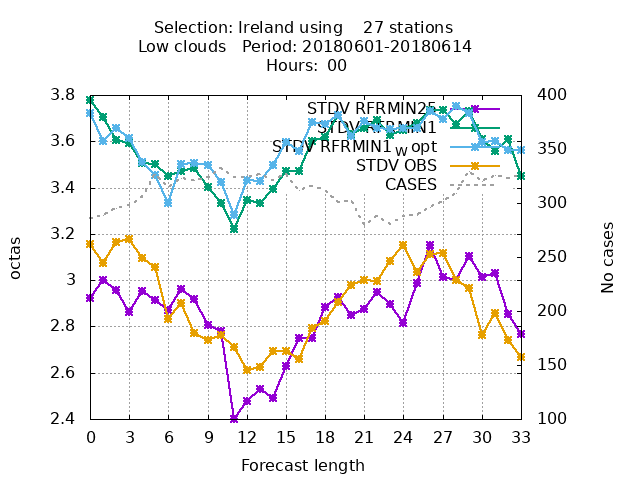 Selection: Ireland using 27 stations
Low clouds Period: 20180601-20180614
Hours: 00
3.8
3.6
3.4
3.2
3
2.8
2.6
2.4
octas
STDV RFRMIN25
STDV RFRMIN1
STDV RFRMIN1 w opt
STDV OBS
CASES
400
350
300
250
200
150
100
No cases
0 3 6 9 12 15 18 21 24 27 30 33
Forecast length